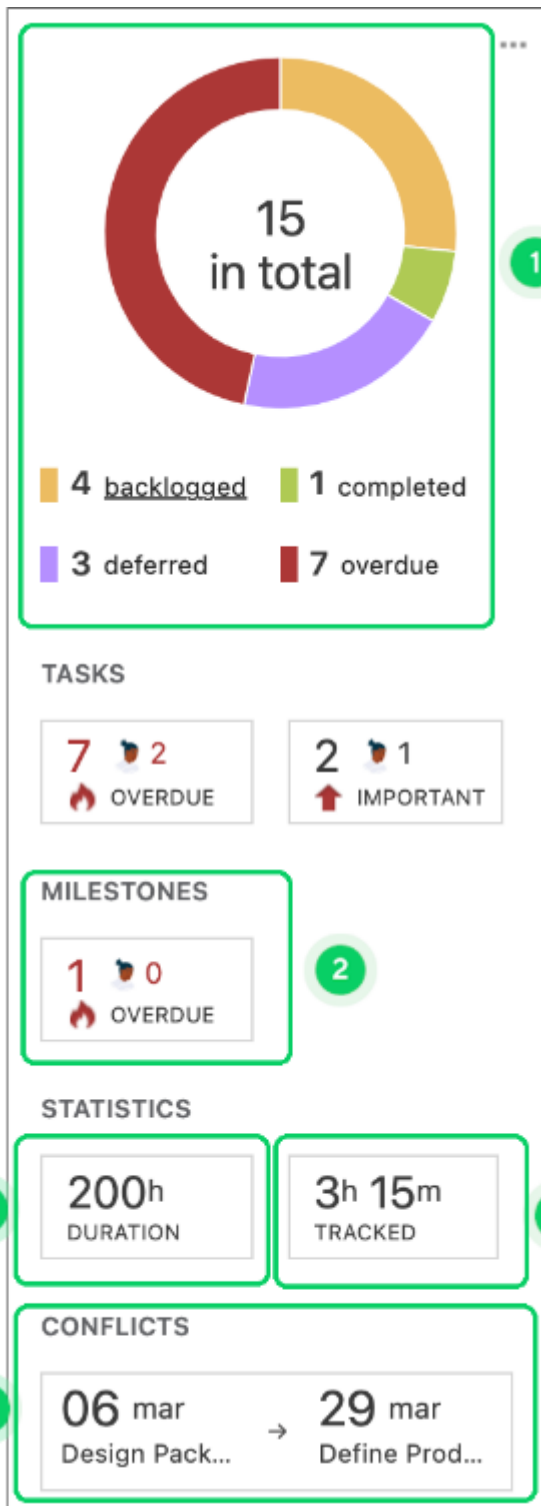 15
in total
1
4 backlogged
1 completed
3 deferred
7 overdue
TASKS
7 2
OVERDUE
2 1
IMPORTANT
MILESTONES
1 0
OVERDUE
2
STATISTICS
200h
DURATION
3h 15m
TRACKED
CONFLICTS
06 mar → 29 mar
Design Pack... Define Prod...